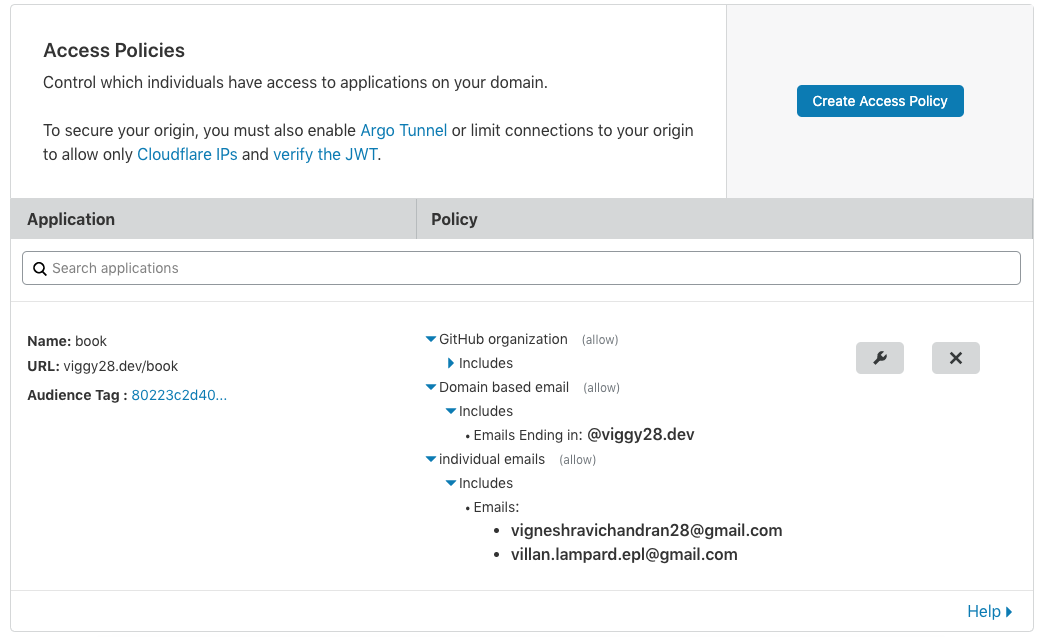 Access Policies
Control which individuals have access to applications on your domain.
To secure your origin, you must also enable Argo Tunnel or limit connections to your origin
to allow only Cloudflare IPs and verify the JWT.
Create Access Policy
Application
Policy
Search applications
Name: book
URL: viggy28.dev/book
Audience Tag : 80223c2d40...
GitHub organization (allow)
Includes
Domain based email (allow)
Includes
• Emails Ending in: @viggy28.dev
individual emails (allow)
Includes
• Emails:
• vigneshravichandran28@gmail.com
• villan.lampard.epl@gmail.com
Help